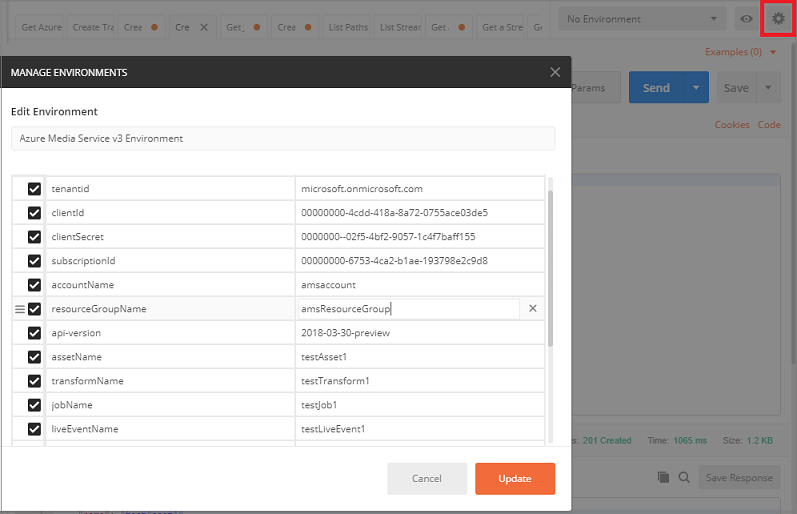 Get Azure Create Tra Crea Cre Get_ Crea List Paths List Stream Get Get a Stre Ge
No Environment
Examples (0)
MANAGE ENVIRONMENTS
Params Send Save
Edit Environment
Azure Media Service v3 Environment
Cookies Code
tenantid microsoft.onmicrosoft.com
clientId 00000000-4cdd-418a-8a72-0755ace03de5
clientSecret 00000000--02f5-4bf2-9057-1c4f7baff155
subscriptionId 00000000-6753-4ca2-b1ae-193798e2c9d8
accountName amsaccount
resourceGroupName amsResourceGroup
api-version 2018-03-30-preview
assetName testAsset1
transformName testTransform1
jobName testJob1
liveEventName testLiveEvent1
s: 201 Created Time: 1065 ms Size: 1.2 KB
Cancel Update
Save Response